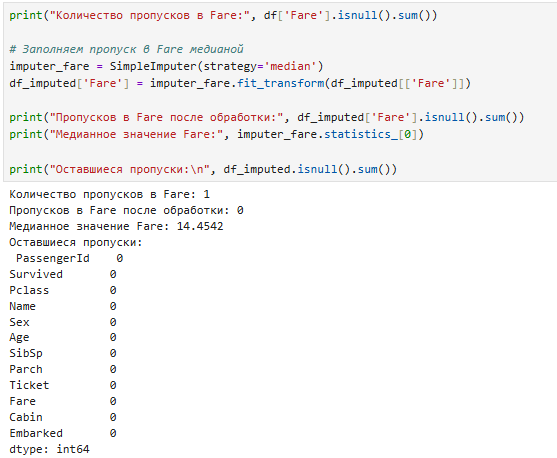 print("Количество пропусков в Fare:", df['Fare'].isnull().sum())
# Заполняем пропуск в Fare медианой
imputer_fare = SimpleImputer(strategy='median')
df_imputed['Fare'] = imputer_fare.fit_transform(df_imputed[['Fare']])
print("Пропусков в Fare после обработки:", df_imputed['Fare'].isnull().sum())
print("Медианное значение Fare:", imputer_fare.statistics_[0])
print("Оставшиеся пропуски:\n", df_imputed.isnull().sum())
Количество пропусков в Fare: 1
Пропусков в Fare после обработки: 0
Медианное значение Fare: 14.4542
Оставшиеся пропуски:
 PassengerId    0
Survived       0
Pclass         0
Name           0
Sex            0
Age            0
SibSp          0
Parch          0
Ticket         0
Fare           0
Cabin          0
Embarked       0
dtype: int64